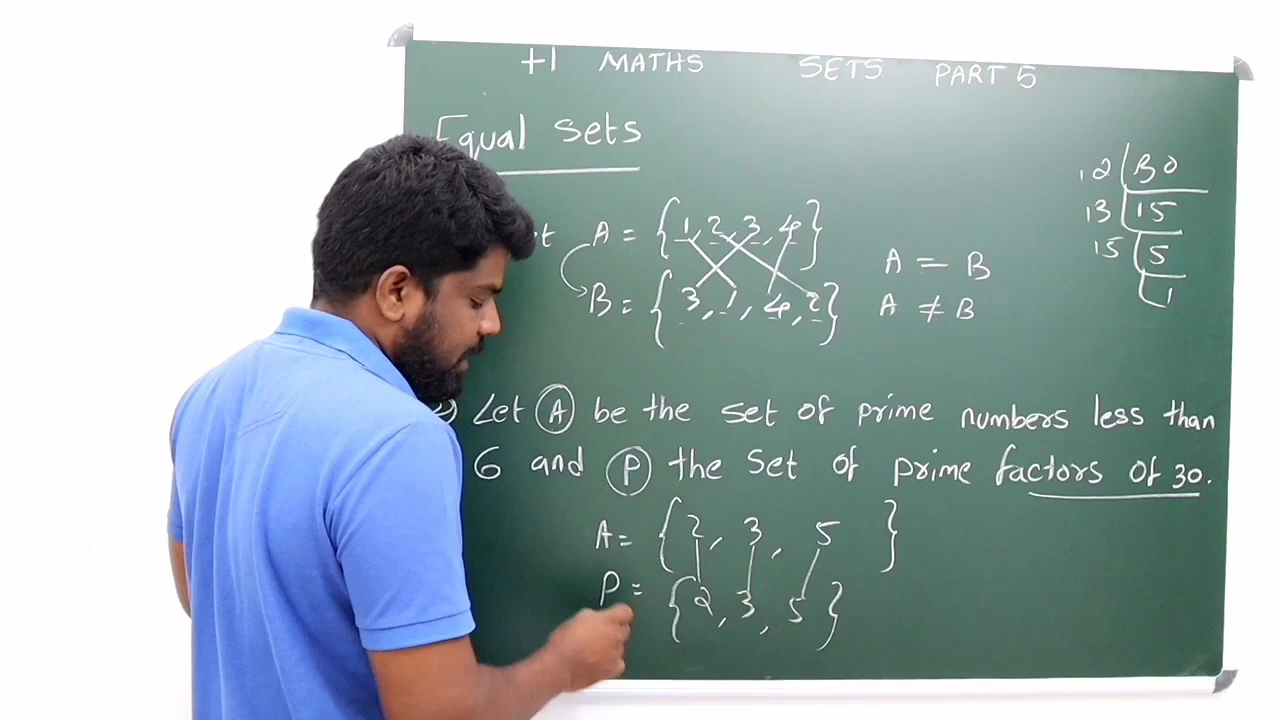 +1 MATHS SETS PART 5
Equal sets
A = {1, 2, 3, 4}
B = {3, 1, 4, 2}
A = B
A ≠ B
2 | 30
3 | 15
5 | 5
1
2) Let A be the set of prime numbers less than
6 and P the set of prime factors of 30.
A = {2, 3, 5 }
P = {2, 3, 5}